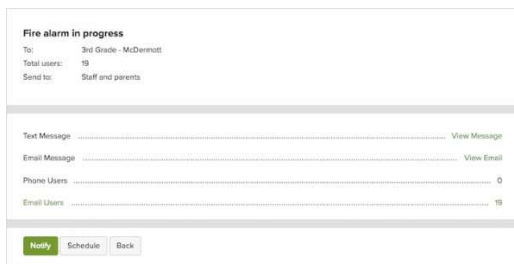 Fire alarm in progress
To: 3rd Grade - McDermott
Total users: 19
Send to: Staff and parents
Text Message ........ View Message
Email Message ........ View Email
Phone Users ........ 0
Email Users ........ 19
Notify Schedule Back